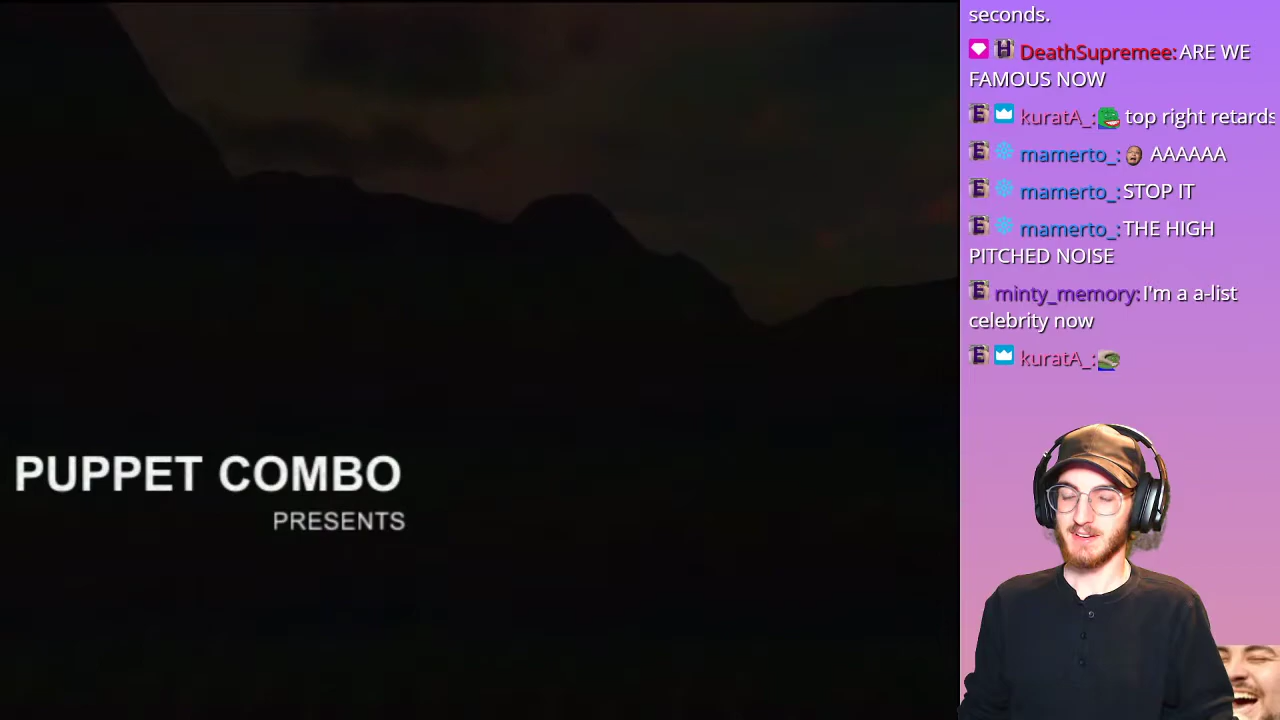 PUPPET COMBO
PRESENTS
seconds.
DeathSupremee: ARE WE
FAMOUS NOW
kuratA_: top right retards
mamerto_: AAAAAA
mamerto_: STOP IT
mamerto_: THE HIGH
PITCHED NOISE
minty_memory: I'm a a-list
celebrity now
kuratA_: